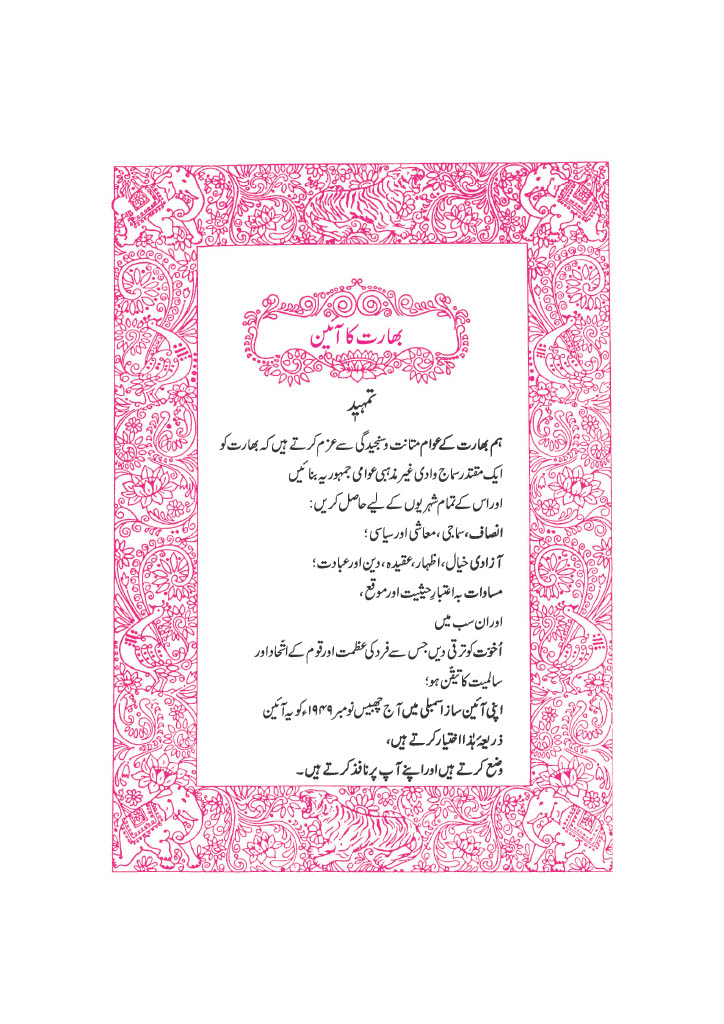 بھارت کا آئین
تمہید
ہم بھارت کے عوام متانت و سنجیدگی سے عزم کرتے ہیں کہ بھارت کو
ایک مقتدر سماج وادی غیر مذہبی عوامی جمہوریہ بنائیں
اور اس کے تمام شہریوں کے لیے حاصل کریں:
انصاف، سماجی، معاشی اور سیاسی؛
آزادی خیال، اظہار، عقیدہ، دین اور عبادت؛
مساوات بہ اعتبارِ حیثیت اور موقع،
اور ان سب میں
اُخوّت کو ترقی دیں جس سے فرد کی عظمت اور قوم کے اتّحاد اور
سالمیت کا تیقّن ہو؛
اپنی آئین ساز اسمبلی میں آج چھبیس نومبر ۱۹۴۹ء کو یہ آئین
ذریعۂ ہٰذا اختیار کرتے ہیں،
وضع کرتے ہیں اور اپنے آپ پر نافذ کرتے ہیں۔